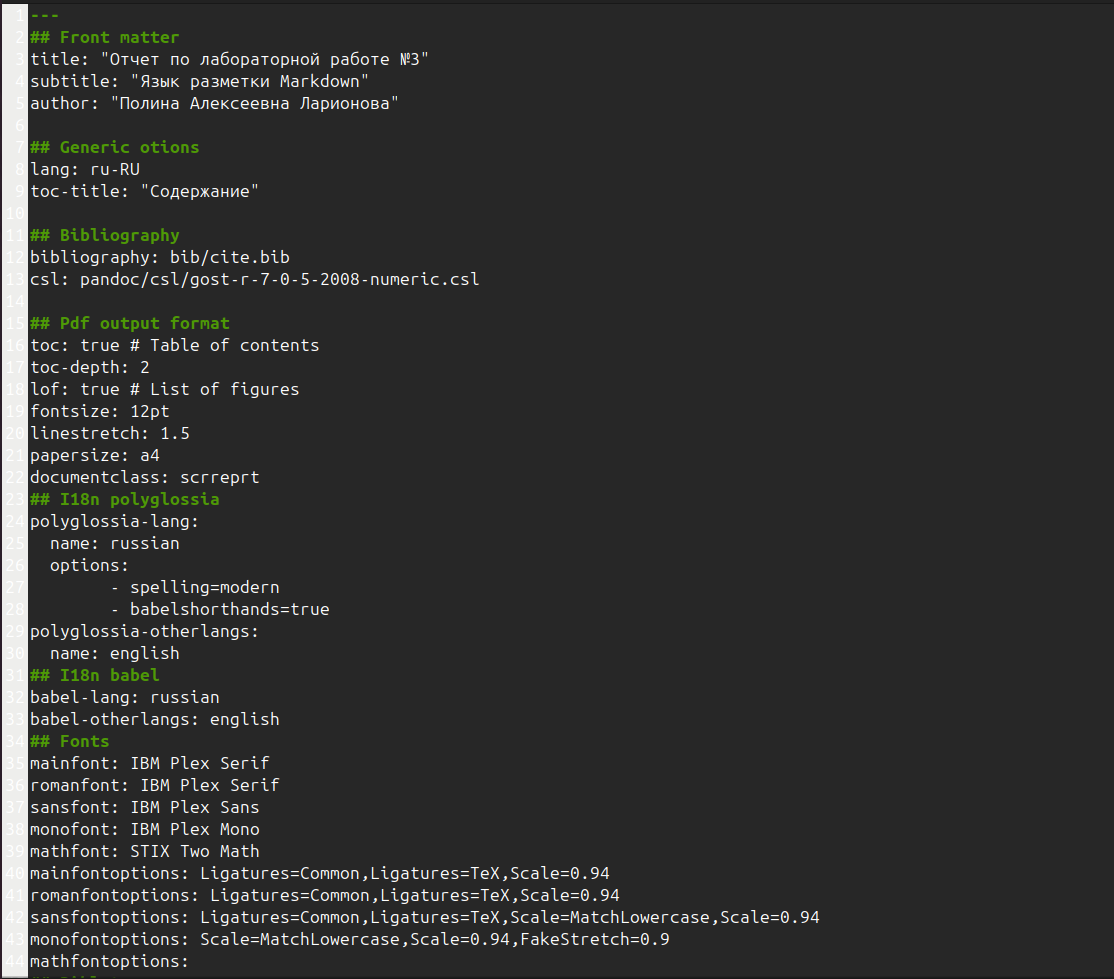 1 ---
2 ## Front matter
3 title: "Отчет по лабораторной работе №3"
4 subtitle: "Язык разметки Markdown"
5 author: "Полина Алексеевна Ларионова"
6
7 ## Generic otions
8 lang: ru-RU
9 toc-title: "Содержание"
10
11 ## Bibliography
12 bibliography: bib/cite.bib
13 csl: pandoc/csl/gost-r-7-0-5-2008-numeric.csl
14
15 ## Pdf output format
16 toc: true # Table of contents
17 toc-depth: 2
18 lof: true # List of figures
19 fontsize: 12pt
20 linestretch: 1.5
21 papersize: a4
22 documentclass: scrreprt
23 ## I18n polyglossia
24 polyglossia-lang:
25   name: russian
26   options:
27         - spelling=modern
28         - babelshorthands=true
29 polyglossia-otherlangs:
30   name: english
31 ## I18n babel
32 babel-lang: russian
33 babel-otherlangs: english
34 ## Fonts
35 mainfont: IBM Plex Serif
36 romanfont: IBM Plex Serif
37 sansfont: IBM Plex Sans
38 monofont: IBM Plex Mono
39 mathfont: STIX Two Math
40 mainfontoptions: Ligatures=Common,Ligatures=TeX,Scale=0.94
41 romanfontoptions: Ligatures=Common,Ligatures=TeX,Scale=0.94
42 sansfontoptions: Ligatures=Common,Ligatures=TeX,Scale=MatchLowercase,Scale=0.94
43 monofontoptions: Scale=MatchLowercase,Scale=0.94,FakeStretch=0.9
44 mathfontoptions: